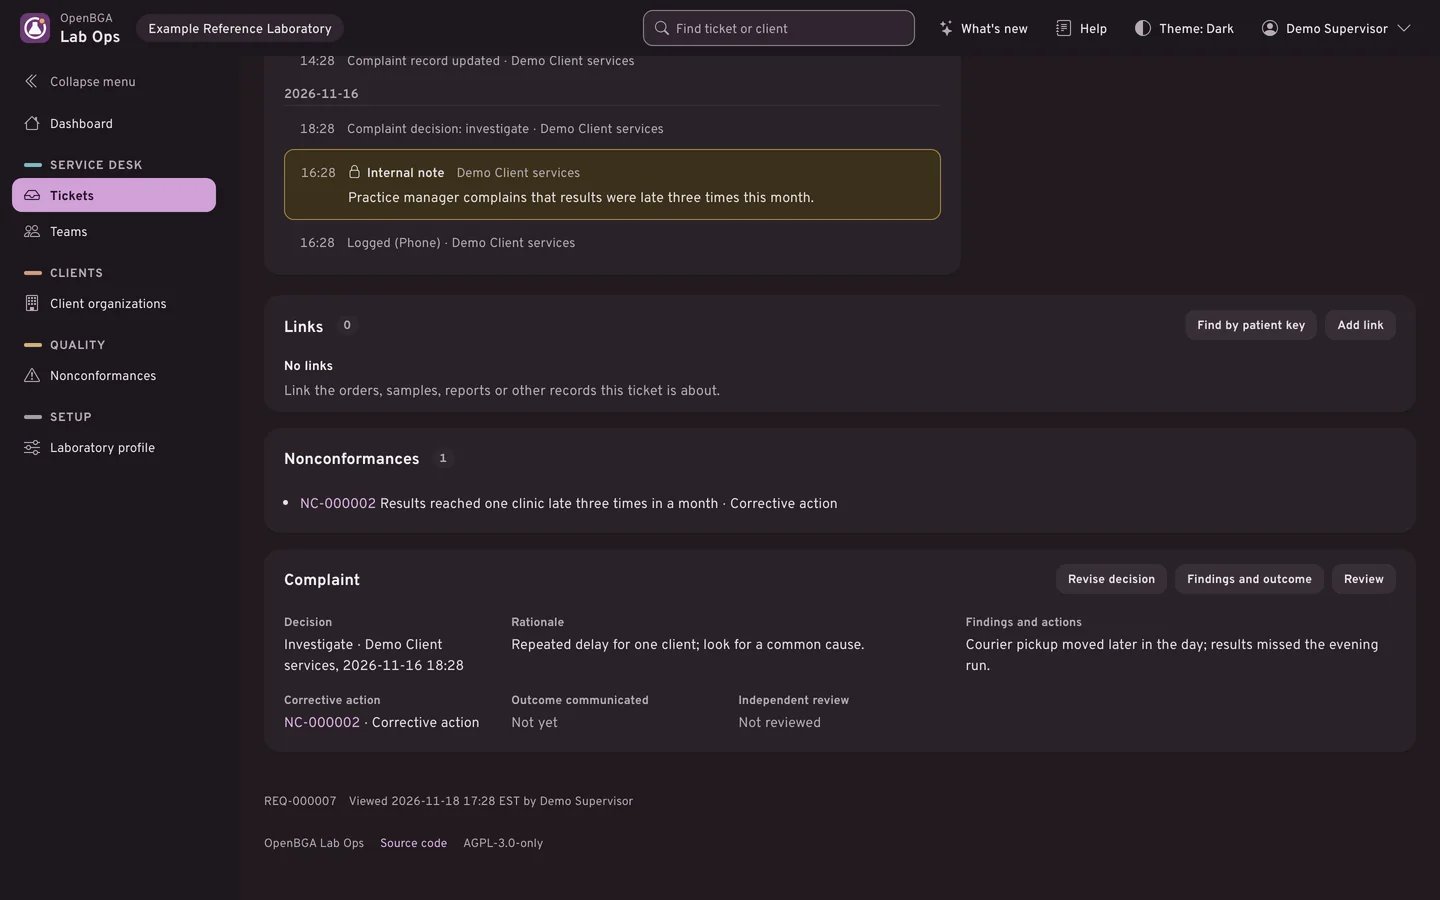 OpenBGA
Lab Ops
Example Reference Laboratory
Find ticket or client
What's new
Help
Theme: Dark
Demo Supervisor
Collapse menu
Dashboard
SERVICE DESK
Tickets
Teams
CLIENTS
Client organizations
QUALITY
Nonconformances
SETUP
Laboratory profile
14:28 Complaint record updated · Demo Client services
2026-11-16
18:28 Complaint decision: investigate · Demo Client services
16:28 Internal note Demo Client services
Practice manager complains that results were late three times this month.
16:28 Logged (Phone) · Demo Client services
Links 0
Find by patient key
Add link
No links
Link the orders, samples, reports or other records this ticket is about.
Nonconformances 1
• NC-000002 Results reached one clinic late three times in a month · Corrective action
Complaint
Revise decision
Findings and outcome
Review
Decision
Investigate · Demo Client
services, 2026-11-16 18:28
Rationale
Repeated delay for one client; look for a common cause.
Findings and actions
Courier pickup moved later in the day; results missed the evening
run.
Corrective action
NC-000002 · Corrective action
Outcome communicated
Not yet
Independent review
Not reviewed
REQ-000007 Viewed 2026-11-18 17:28 EST by Demo Supervisor
OpenBGA Lab Ops Source code AGPL-3.0-only